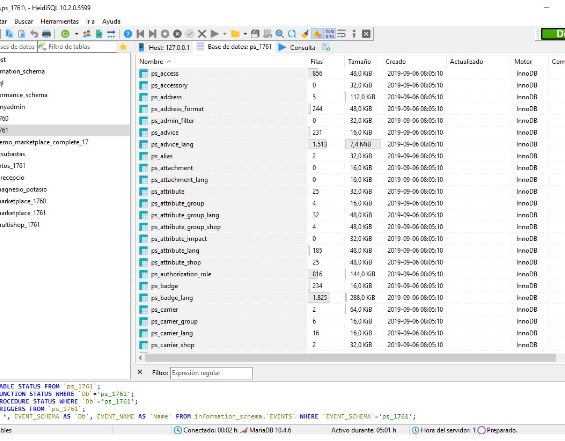 ps_1761\ - HeidiSQL 10.2.0.5599
tar Buscar Herramientas Ir a Ayuda
ses de datos Filtro de tablas
Host: 127.0.0.1 Base de datos: ps_1761 Consulta
ost
formation_schema
sql
rformance_schema
myadmin
760
761
emo_marketplace_complete_17
subastas
tos_1761
recepcio
agnesio_potasio
arketplace_1760
arketplace_1761
ultishop_1761
Nombre Filas Tamaño Creado Actualizado Motor Com
ps_access 856 48,0 KiB 2019-09-06 08:05:10 InnoDB
ps_accessory 0 32,0 KiB 2019-09-06 08:05:10 InnoDB
ps_address 5 112,0 KiB 2019-09-06 08:05:10 InnoDB
ps_address_format 244 48,0 KiB 2019-09-06 08:05:10 InnoDB
ps_admin_filter 0 32,0 KiB 2019-09-06 08:05:10 InnoDB
ps_advice 231 16,0 KiB 2019-09-06 08:05:10 InnoDB
ps_advice_lang 1.513 7,4 MiB 2019-09-06 08:05:10 InnoDB
ps_alias 2 32,0 KiB 2019-09-06 08:05:10 InnoDB
ps_attachment 0 16,0 KiB 2019-09-06 08:05:10 InnoDB
ps_attachment_lang 0 16,0 KiB 2019-09-06 08:05:10 InnoDB
ps_attribute 25 32,0 KiB 2019-09-06 08:05:10 InnoDB
ps_attribute_group 4 16,0 KiB 2019-09-06 08:05:10 InnoDB
ps_attribute_group_lang 32 48,0 KiB 2019-09-06 08:05:10 InnoDB
ps_attribute_group_shop 4 48,0 KiB 2019-09-06 08:05:10 InnoDB
ps_attribute_impact 0 32,0 KiB 2019-09-06 08:05:10 InnoDB
ps_attribute_lang 185 48,0 KiB 2019-09-06 08:05:10 InnoDB
ps_attribute_shop 25 48,0 KiB 2019-09-06 08:05:10 InnoDB
ps_authorization_role 816 144,0 KiB 2019-09-06 08:05:10 InnoDB
ps_badge 234 16,0 KiB 2019-09-06 08:05:10 InnoDB
ps_badge_lang 1.825 288,0 KiB 2019-09-06 08:05:10 InnoDB
ps_carrier 2 64,0 KiB 2019-09-06 08:05:10 InnoDB
ps_carrier_group 6 16,0 KiB 2019-09-06 08:05:10 InnoDB
ps_carrier_lang 16 16,0 KiB 2019-09-06 08:05:10 InnoDB
ps_carrier_shop 2 32,0 KiB 2019-09-06 08:05:10 InnoDB
Filtro: Expresión regular
ABLE STATUS FROM `ps_1761`;
UNCTION STATUS WHERE `Db`='ps_1761';
ROCEDURE STATUS WHERE `Db`='ps_1761';
RIGGERS FROM `ps_1761`;
*, EVENT_SCHEMA AS `Db`, EVENT_NAME AS `Name` FROM information_schema.`EVENTS` WHERE `EVENT_SCHEMA`='ps_1761';
bles Conectado: 00:02 h MariaDB 10.4.6 Activo durante: 05:01 h Hora del servidor: 1 Preparado.